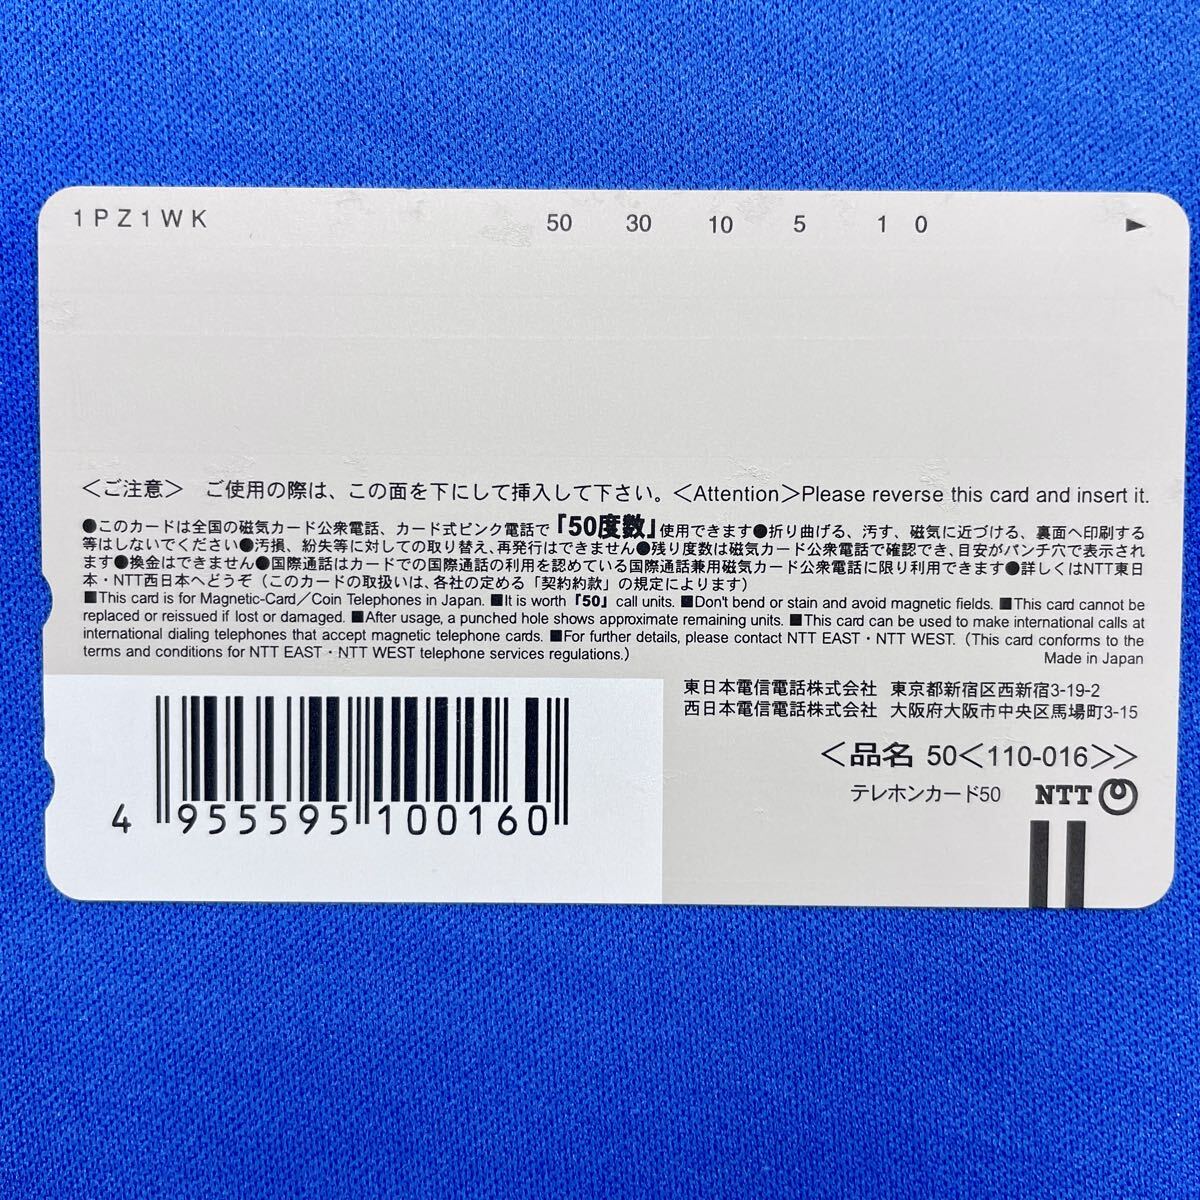 1PZ1WK 50 30 10 5 1 0 ▶
＜ご注意＞ ご使用の際は、この面を下にして挿入して下さい。＜Attention＞Please reverse this card and insert it.
●このカードは全国の磁気カード公衆電話、カード式ピンク電話で「50度数」使用できます●折り曲げる、汚す、磁気に近づける、裏面へ印刷する
等はしないでください●汚損、紛失等に対しての取り替え、再発行はできません●残り度数は磁気カード公衆電話で確認でき、目安がパンチ穴で表示され
ます●換金はできません●国際通話はカードでの国際通話の利用を認めている国際通話兼用磁気カード公衆電話に限り利用できます●詳しくはNTT東日
本・NTT西日本へどうぞ（このカードの取扱いは、各社の定める「契約約款」の規定によります）
■This card is for Magnetic-Card／Coin Telephones in Japan. ■It is worth「50」call units. ■Don't bend or stain and avoid magnetic fields. ■This card cannot be
replaced or reissued if lost or damaged. ■After usage, a punched hole shows approximate remaining units. ■This card can be used to make international calls at
international dialing telephones that accept magnetic telephone cards. ■For further details, please contact NTT EAST・NTT WEST.（This card conforms to the
terms and conditions for NTT EAST・NTT WEST telephone services regulations.）
Made in Japan
東日本電信電話株式会社 東京都新宿区西新宿3-19-2
西日本電信電話株式会社 大阪府大阪市中央区馬場町3-15
＜品名 50＜110-016＞＞
テレホンカード50 NTT
4 955595 100160